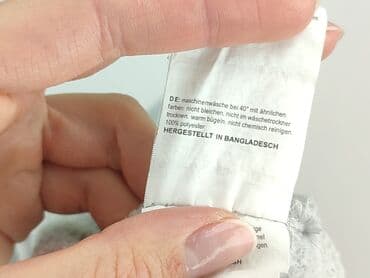 DE: maschinenwäsche bei 40° mit ähnlichen
farben. nicht bleichen. nicht im wäschetrockner
trocknen. warm bügeln. nicht chemisch reinigen.
100% polyester
HERGESTELLT IN BANGLADESCH